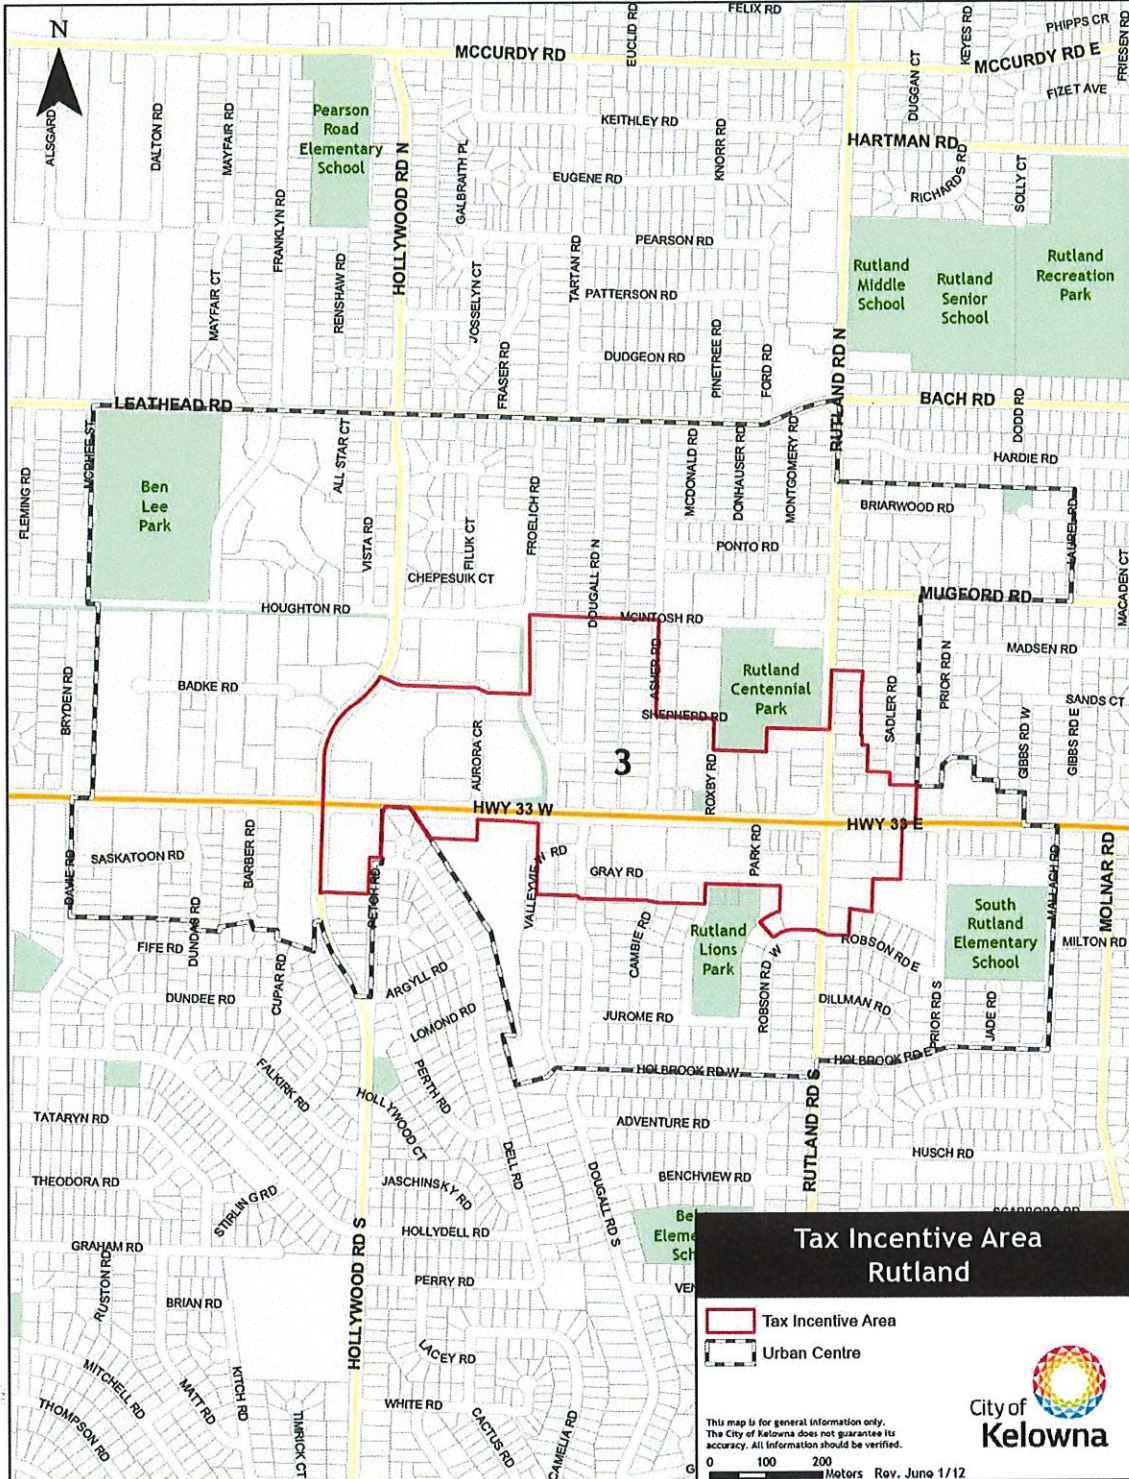 N
FELIX RD
EUCLID RD
KEYES RD
PHIPPS CR
FRIESEN RD
MCCURDY RD
MCCURDY RD E
DUGGAN CT
FIZET AVE
ALSGARD
DALTON RD
MAYFAIR RD
Pearson
Road
Elementary
School
KEITHLEY RD
KNORR RD
HARTMAN RD
GALBRAITH PL
EUGENE RD
RICHARDS RD
SOLLY CT
HOLLYWOOD RD N
FRANKLYN RD
PEARSON RD
TARTAN RD
PATTERSON RD
Rutland
Middle
School
Rutland
Senior
School
Rutland
Recreation
Park
MAYFAIR CT
RENSHAW RD
JOSSELYN CT
FRASER RD
DUDGEON RD
PINETREE RD
FORD RD
RUTLAND RD N
LEATHEAD RD
BACH RD
DODD RD
HARDIE RD
MCPHEE ST
FLEMING RD
Ben
Lee
Park
ALL STAR CT
VISTA RD
FILUK CT
FROELICH RD
MCDONALD RD
DONHAUSER RD
MONTGOMERY RD
BRIARWOOD RD
LAUREL RD
DOUGALL RD N
PONTO RD
CHEPESUIK CT
MUGFORD RD
MACADEN CT
HOUGHTON RD
MCINTOSH RD
MADSEN RD
BRYDEN RD
BADKE RD
ASHER RD
Rutland
Centennial
Park
SADLER RD
PRIOR RD N
SANDS CT
SHEPHERD RD
GIBBS RD W
GIBBS RD E
AURORA CR
3
ROXBY RD
HWY 33 W
HWY 33 E
DAVIE RD
SASKATOON RD
BARBER RD
PETCH RD
VALLEYVIEW RD
GRAY RD
PARK RD
MALLACH RD
MOLNAR RD
DUNDAS RD
FIFE RD
CUPAR RD
CAMBIE RD
Rutland
Lions
Park
ROBSON RD W
ROBSON RD E
South
Rutland
Elementary
School
MILTON RD
DUNDEE RD
ARGYLL RD
LOMOND RD
JUROME RD
DILLMAN RD
PRIOR RD S
JADE RD
FALKIRK RD
PERTH RD
HOLBROOK RD W
HOLBROOK RD E
TATARYN RD
HOLLYWOOD CT
ADVENTURE RD
RUTLAND RD S
HUSCH RD
DELL RD
THEODORA RD
STIRLING RD
JASCHINSKY RD
DOUGALL RD S
BENCHVIEW RD
GRAHAM RD
HOLLYWOOD RD S
HOLLYDELL RD
RUSTON RD
PERRY RD
BRIAN RD
LACEY RD
MITCHELL RD
MATT RD
KITCH RD
WHITE RD
THOMPSON RD
TIMRICK CT
CACTUS RD
CAMELIA RD
Tax Incentive Area
Rutland
Tax Incentive Area
Urban Centre
City of
Kelowna
This map is for general information only.
The City of Kelowna does not guarantee its
accuracy. All information should be verified.
0 100 200
Meters Rev. June 1/12